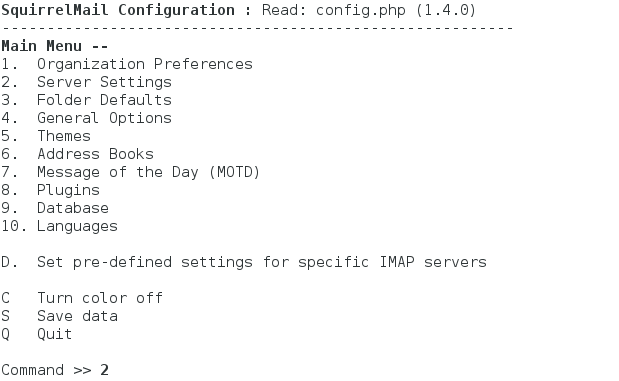 SquirrelMail Configuration : Read: config.php (1.4.0)
---------------------------------------------------------
Main Menu --
1.  Organization Preferences
2.  Server Settings
3.  Folder Defaults
4.  General Options
5.  Themes
6.  Address Books
7.  Message of the Day (MOTD)
8.  Plugins
9.  Database
10. Languages
D.  Set pre-defined settings for specific IMAP servers
C   Turn color off
S   Save data
Q   Quit
Command >> 2